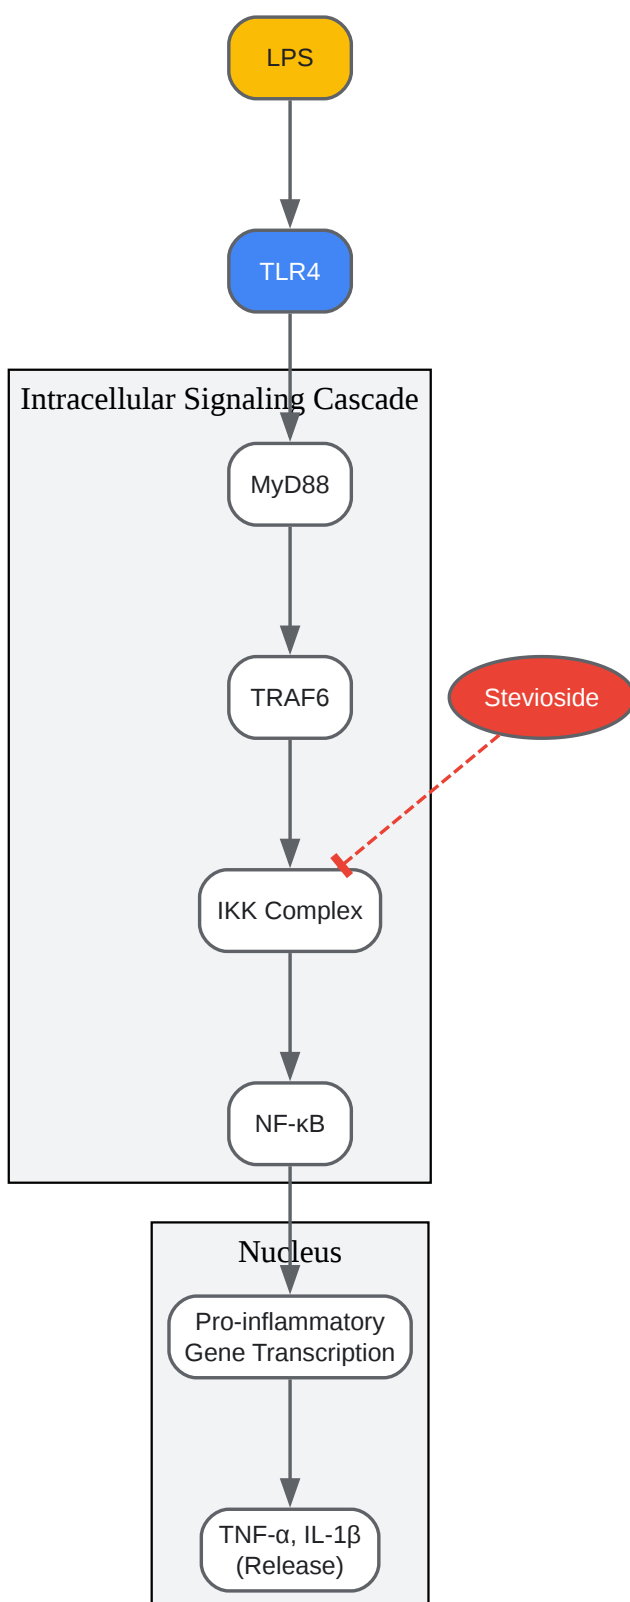 LPS
TLR4
Intracellular Signaling Cascade
MyD88
TRAF6
Stevioside
IKK Complex
NF-κB
Nucleus
Pro-inflammatory
Gene Transcription
TNF-α, IL-1β
(Release)